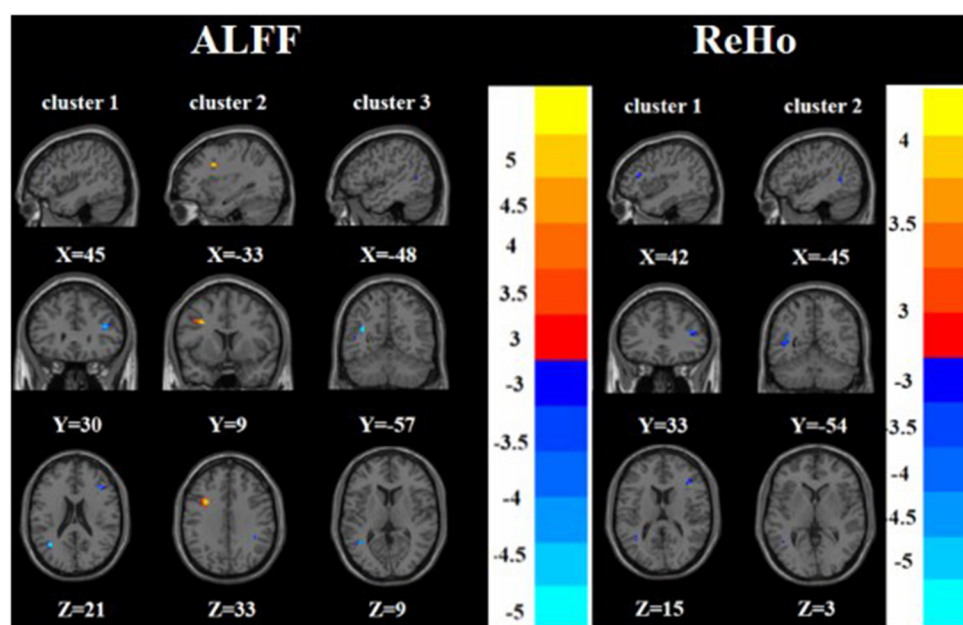 ALFF
ReHo
cluster 1 cluster 2 cluster 3
cluster 1 cluster 2
X=45 X=-33 X=-48
X=42 X=-45
Y=30 Y=9 Y=-57
Y=33 Y=-54
Z=21 Z=33 Z=9
Z=15 Z=3
5
4.5
4
3.5
3
-3
-3.5
-4
-4.5
-5
4
3.5
3
-3
-3.5
-4
-4.5
-5